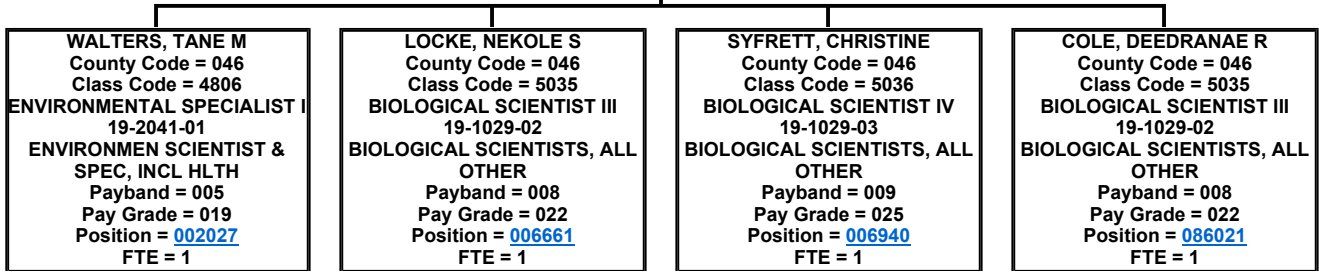 WALTERS, TANE M
County Code = 046
Class Code = 4806
ENVIRONMENTAL SPECIALIST I
19-2041-01
ENVIRONMEN SCIENTIST &
SPEC, INCL HLTH
Payband = 005
Pay Grade = 019
Position = 002027
FTE = 1
LOCKE, NEKOLE S
County Code = 046
Class Code = 5035
BIOLOGICAL SCIENTIST III
19-1029-02
BIOLOGICAL SCIENTISTS, ALL
OTHER
Payband = 008
Pay Grade = 022
Position = 006661
FTE = 1
SYFRETT, CHRISTINE
County Code = 046
Class Code = 5036
BIOLOGICAL SCIENTIST IV
19-1029-03
BIOLOGICAL SCIENTISTS, ALL
OTHER
Payband = 009
Pay Grade = 025
Position = 006940
FTE = 1
COLE, DEEDRANAE R
County Code = 046
Class Code = 5035
BIOLOGICAL SCIENTIST III
19-1029-02
BIOLOGICAL SCIENTISTS, ALL
OTHER
Payband = 008
Pay Grade = 022
Position = 086021
FTE = 1